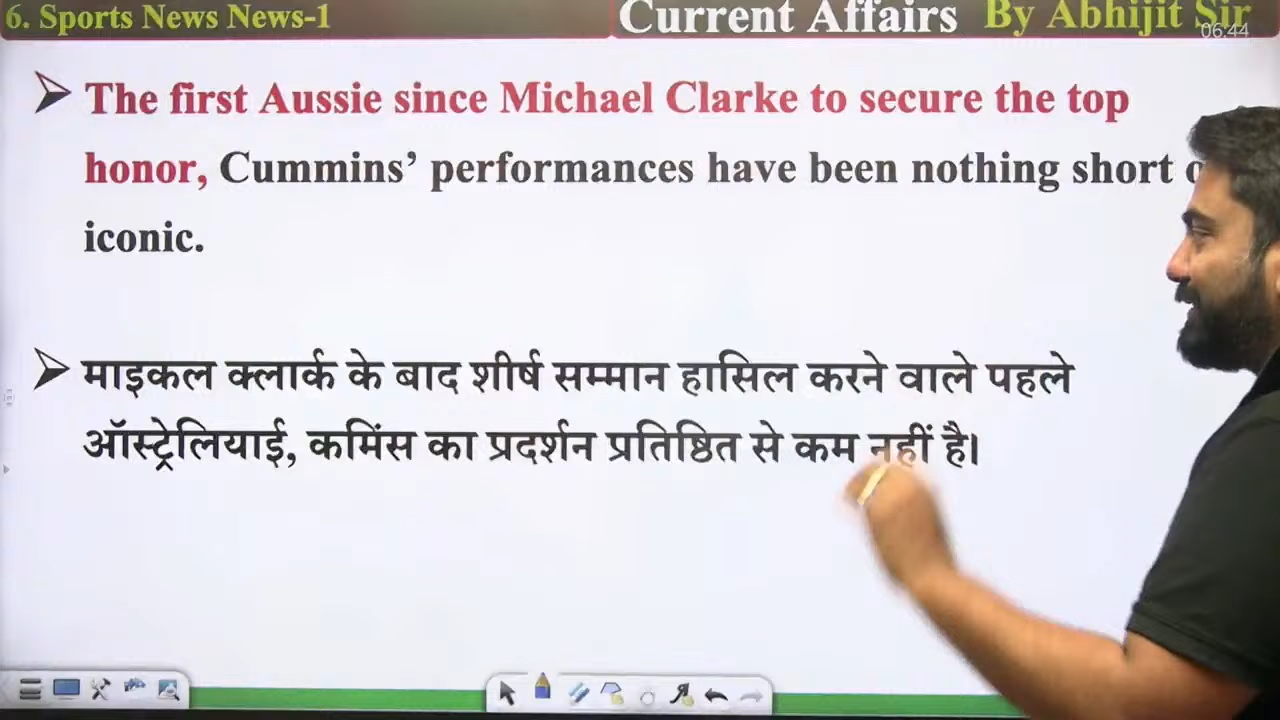 6. Sports News News-1
Current Affairs By Abhijit Sir
06:44
The first Aussie since Michael Clarke to secure the top
honor, Cummins’ performances have been nothing short
iconic.
माइकल क्लार्क के बाद शीर्ष सम्मान हासिल करने वाले पहले
ऑस्ट्रेलियाई, कमिंस का प्रदर्शन प्रतिष्ठित से कम नहीं है।